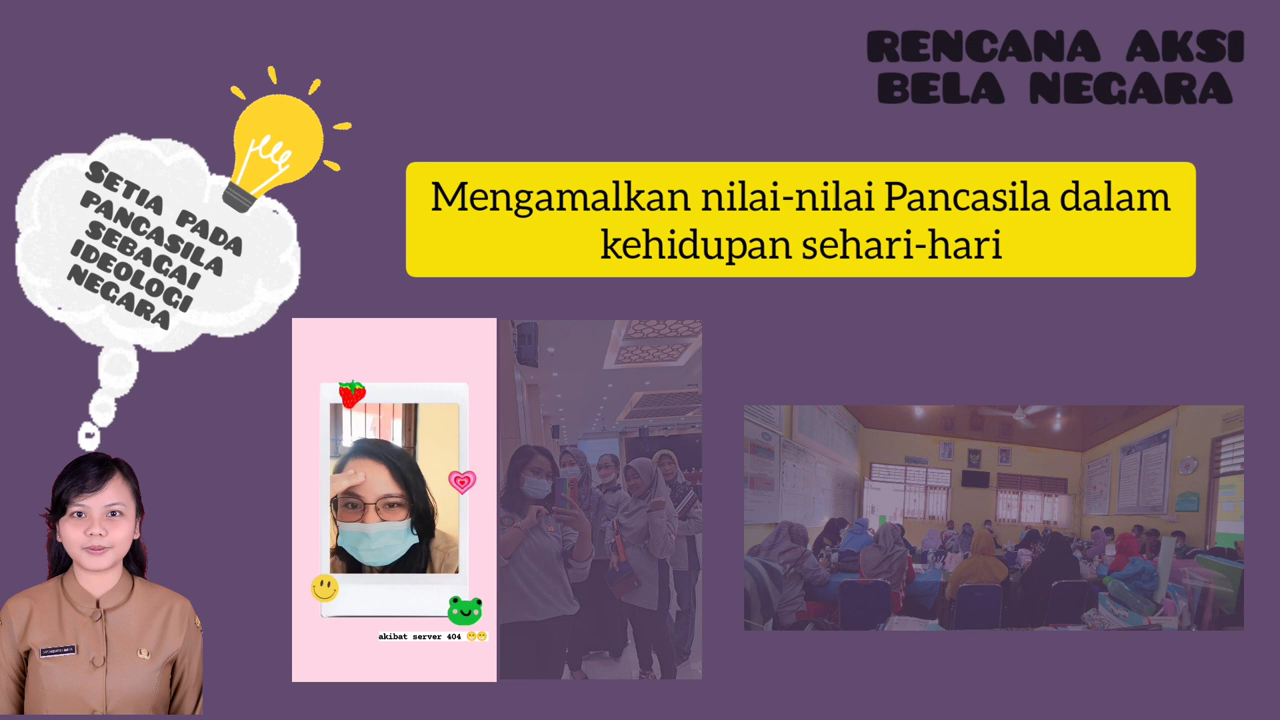 RENCANA AKSI
BELA NEGARA
SETIA PADA
PANCASILA
SEBAGAI
IDEOLOGI
NEGARA
Mengamalkan nilai-nilai Pancasila dalam
kehidupan sehari-hari
akibat server 404 😁😁